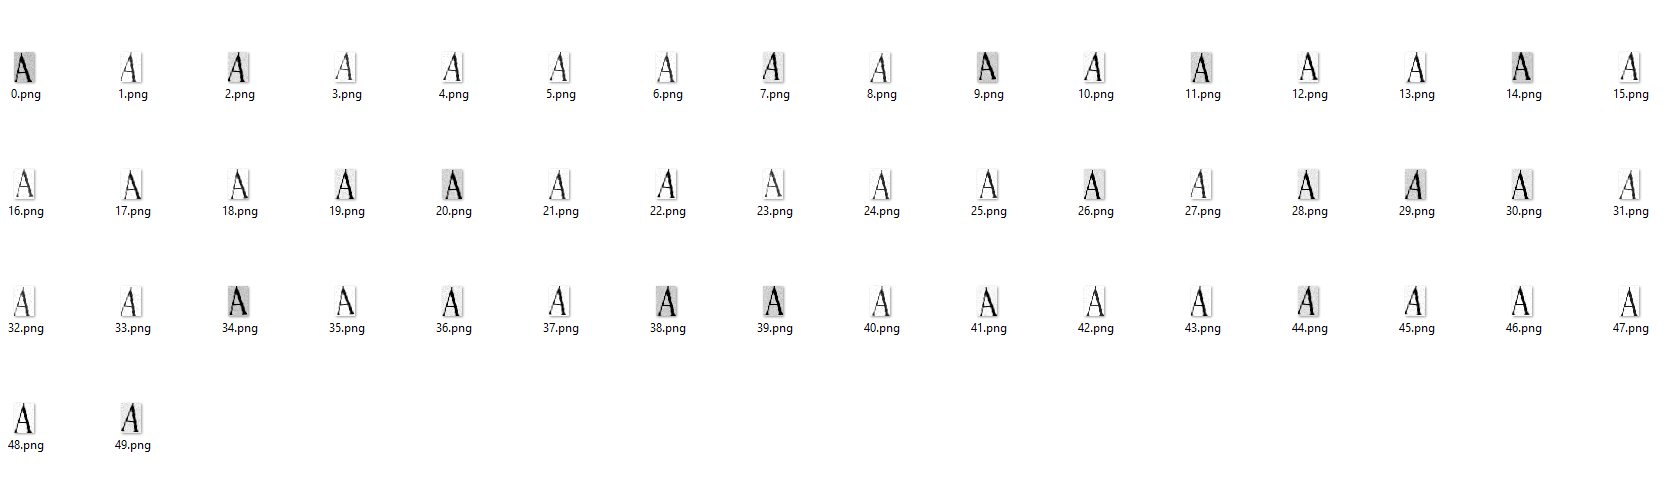 A A A A A A A A A A A A A A A A
0.png 1.png 2.png 3.png 4.png 5.png 6.png 7.png 8.png 9.png 10.png 11.png 12.png 13.png 14.png 15.png
A A A A A A A A A A A A A A A A
16.png 17.png 18.png 19.png 20.png 21.png 22.png 23.png 24.png 25.png 26.png 27.png 28.png 29.png 30.png 31.png
A A A A A A A A A A A A A A A A
32.png 33.png 34.png 35.png 36.png 37.png 38.png 39.png 40.png 41.png 42.png 43.png 44.png 45.png 46.png 47.png
A A
48.png 49.png